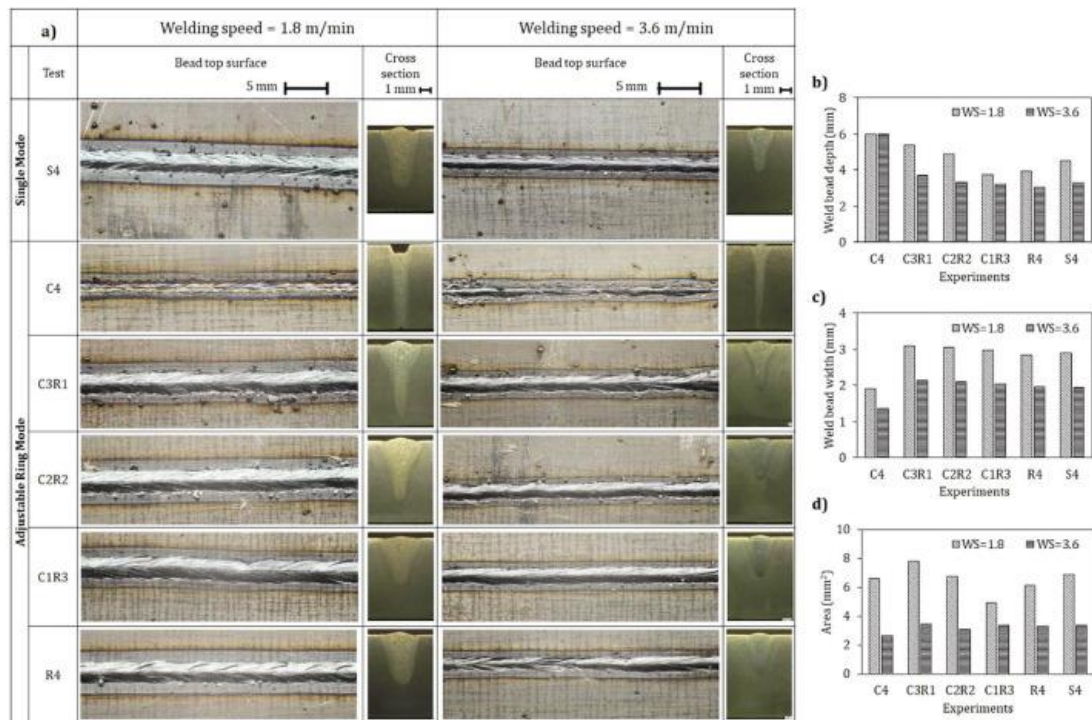 a)
Welding speed = 1.8 m/min
Welding speed = 3.6 m/min
Test
Bead top surface
5 mm
Cross section
1 mm
Bead top surface
5 mm
Cross section
1 mm
Single Mode
S4
Adjustable Ring Mode
C4
C3R1
C2R2
C1R3
R4
b)
Weld bead depth (mm)
8
6
4
2
0
WS=1.8
WS=3.6
C4 C3R1 C2R2 C1R3 R4 S4
Experiments
c)
Weld bead width (mm)
4
3
2
1
0
WS=1.8
WS=3.6
C4 C3R1 C2R2 C1R3 R4 S4
Experiments
d)
Area (mm²)
10
8
6
4
2
0
WS=1.8
WS=3.6
C4 C3R1 C2R2 C1R3 R4 S4
Experiments